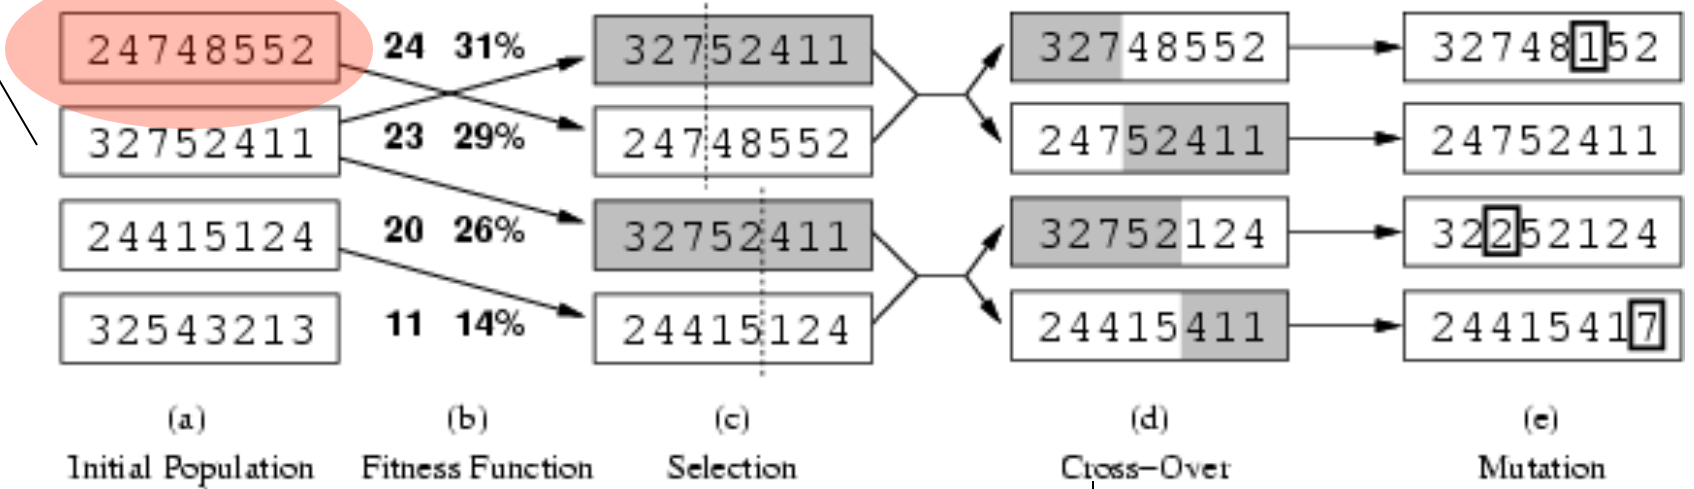 24748552 24 31% 32752411 32748552 32748152
32752411 23 29% 24748552 24752411 24752411
24415124 20 26% 32752411 32752124 32252124
32543213 11 14% 24415124 24415411 24415417
(a) (b) (c) (d) (e)
Initial Population Fitness Function Selection Cross-Over Mutation